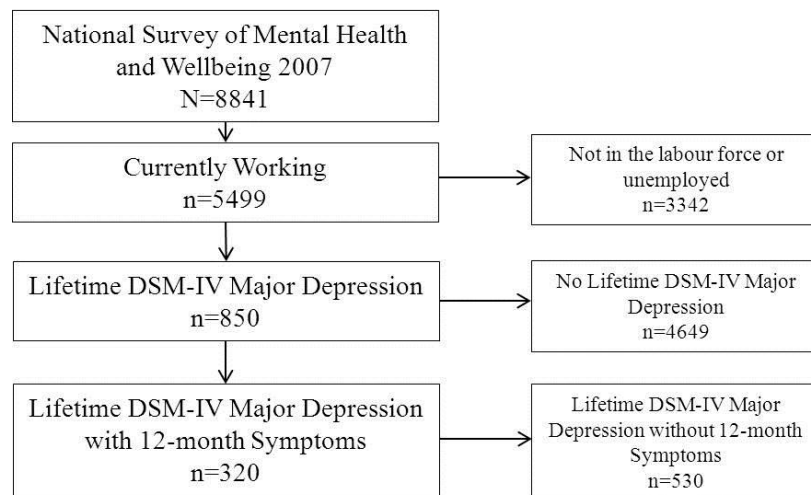 National Survey of Mental Health
and Wellbeing 2007
N=8841
Currently Working
n=5499
Not in the labour force or
unemployed
n=3342
Lifetime DSM-IV Major Depression
n=850
No Lifetime DSM-IV Major
Depression
n=4649
Lifetime DSM-IV Major Depression
with 12-month Symptoms
n=320
Lifetime DSM-IV Major
Depression without 12-month
Symptoms
n=530